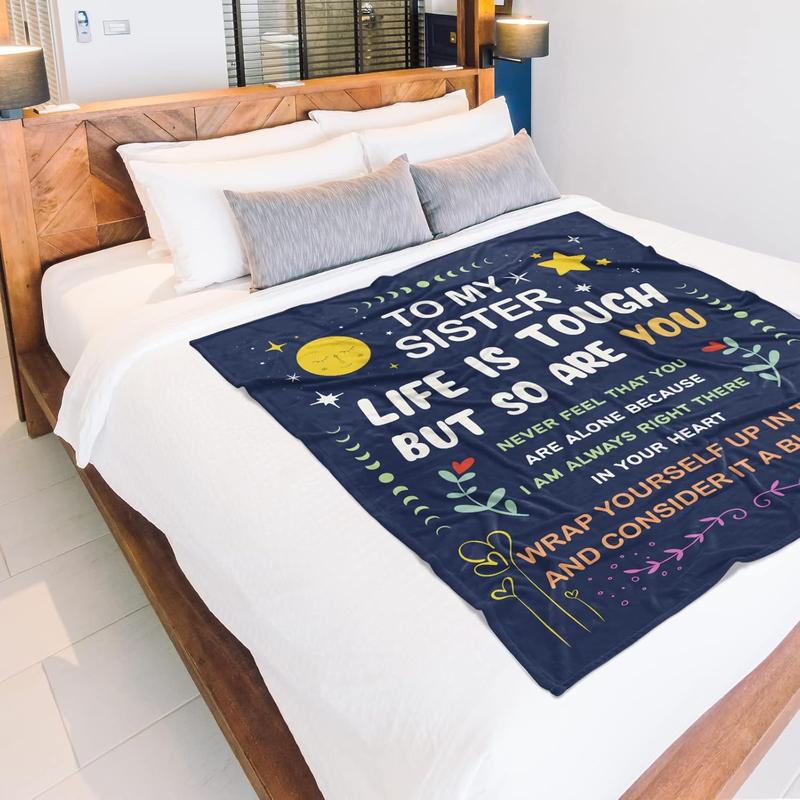 TO MY
SISTER
LIFE IS TOUGH
BUT SO ARE YOU
NEVER FEEL THAT YOU
ARE ALONE BECAUSE
I AM ALWAYS RIGHT THERE
IN YOUR HEART
WRAP YOURSELF UP IN
AND CONSIDER IT A